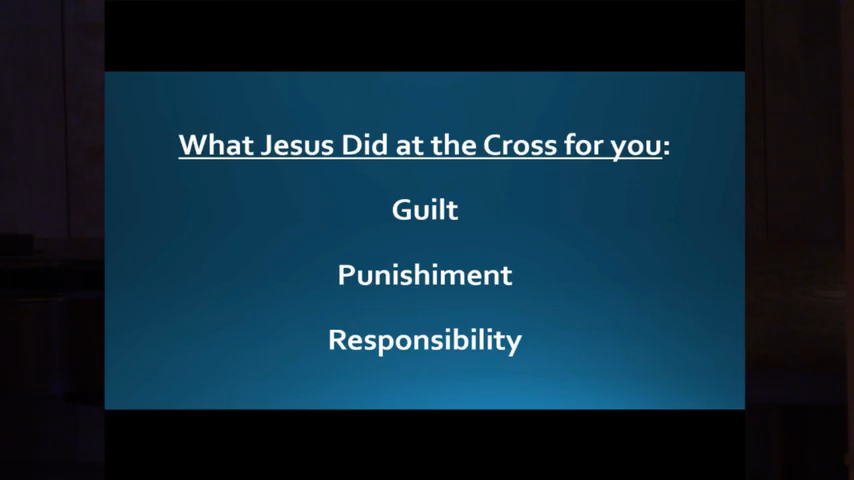 What Jesus Did at the Cross for you:
Guilt
Punishiment
Responsibility